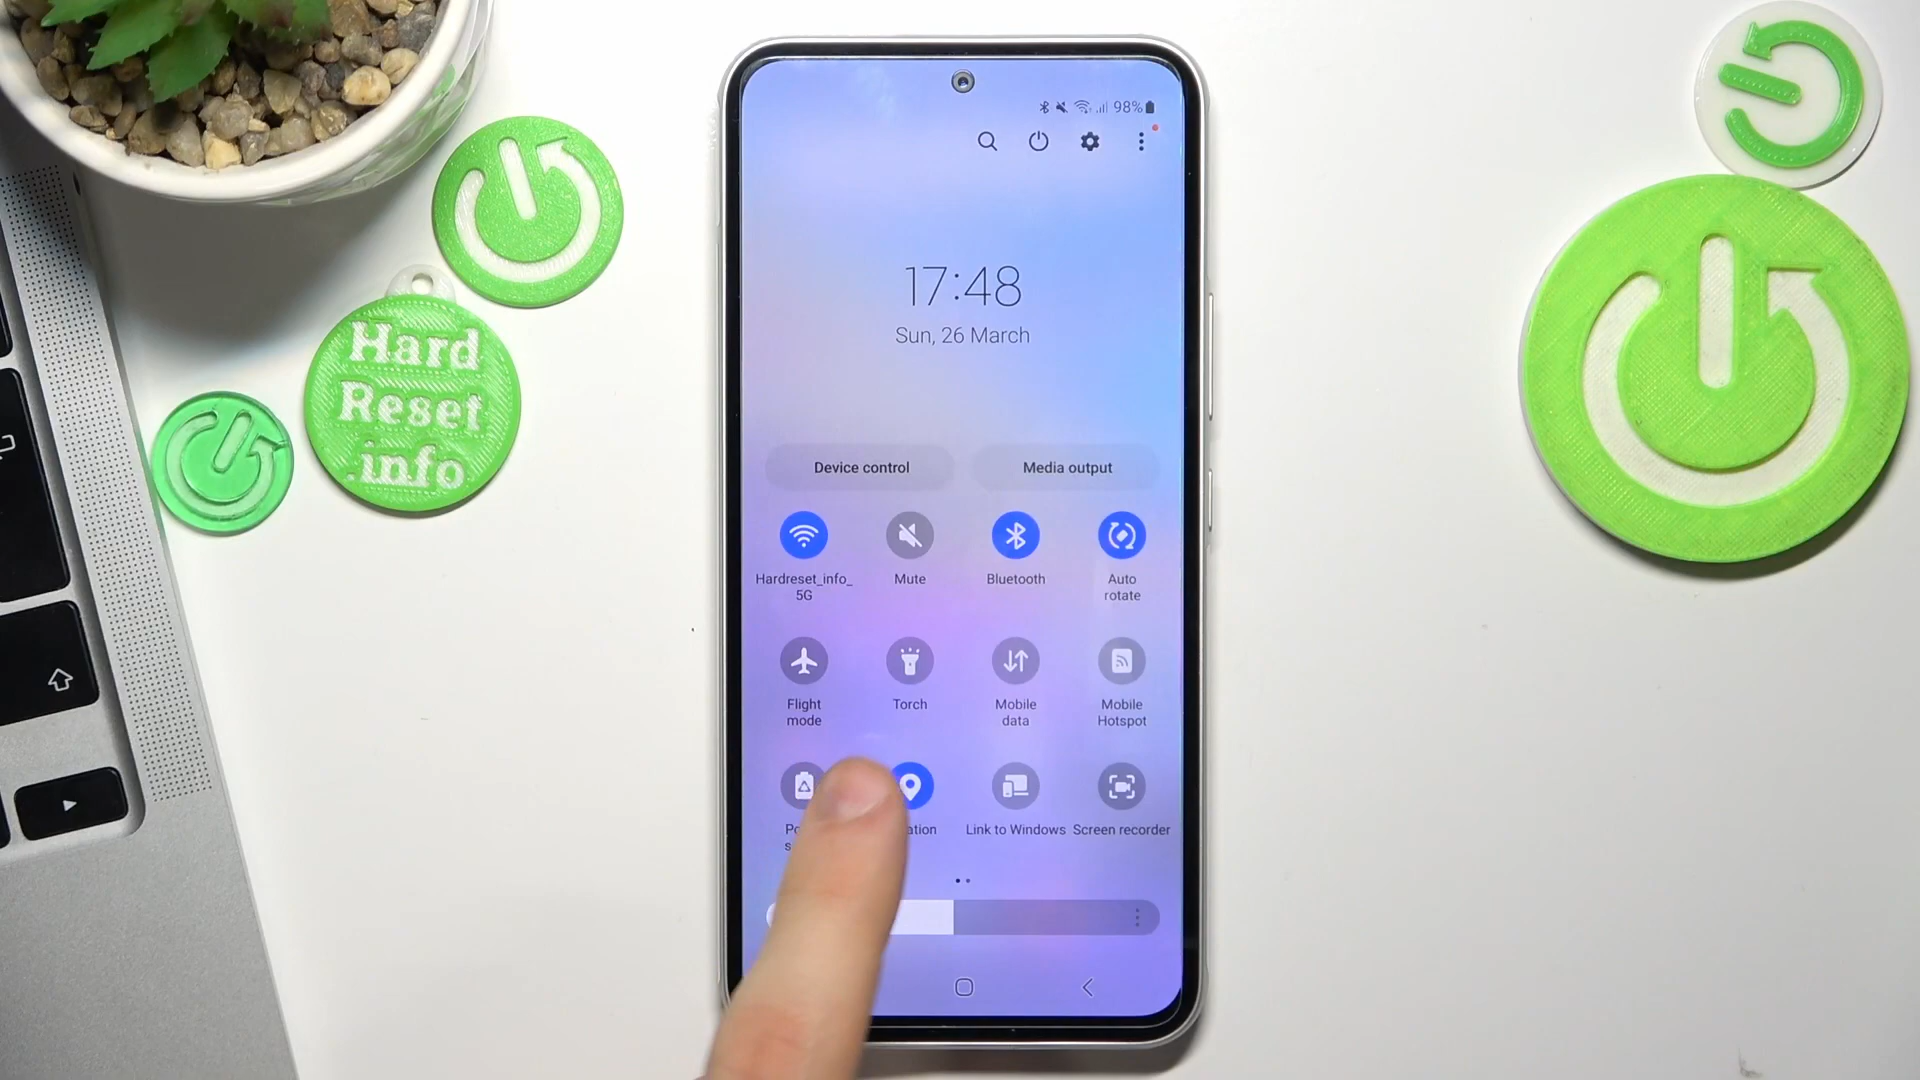 98%
17:48
Sun, 26 March
Hard
Reset
.info
Device control
Media output
Hardreset_info_
5G
Mute
Bluetooth
Auto
rotate
Flight
mode
Torch
Mobile
data
Mobile
Hotspot
Link to Windows
Screen recorder